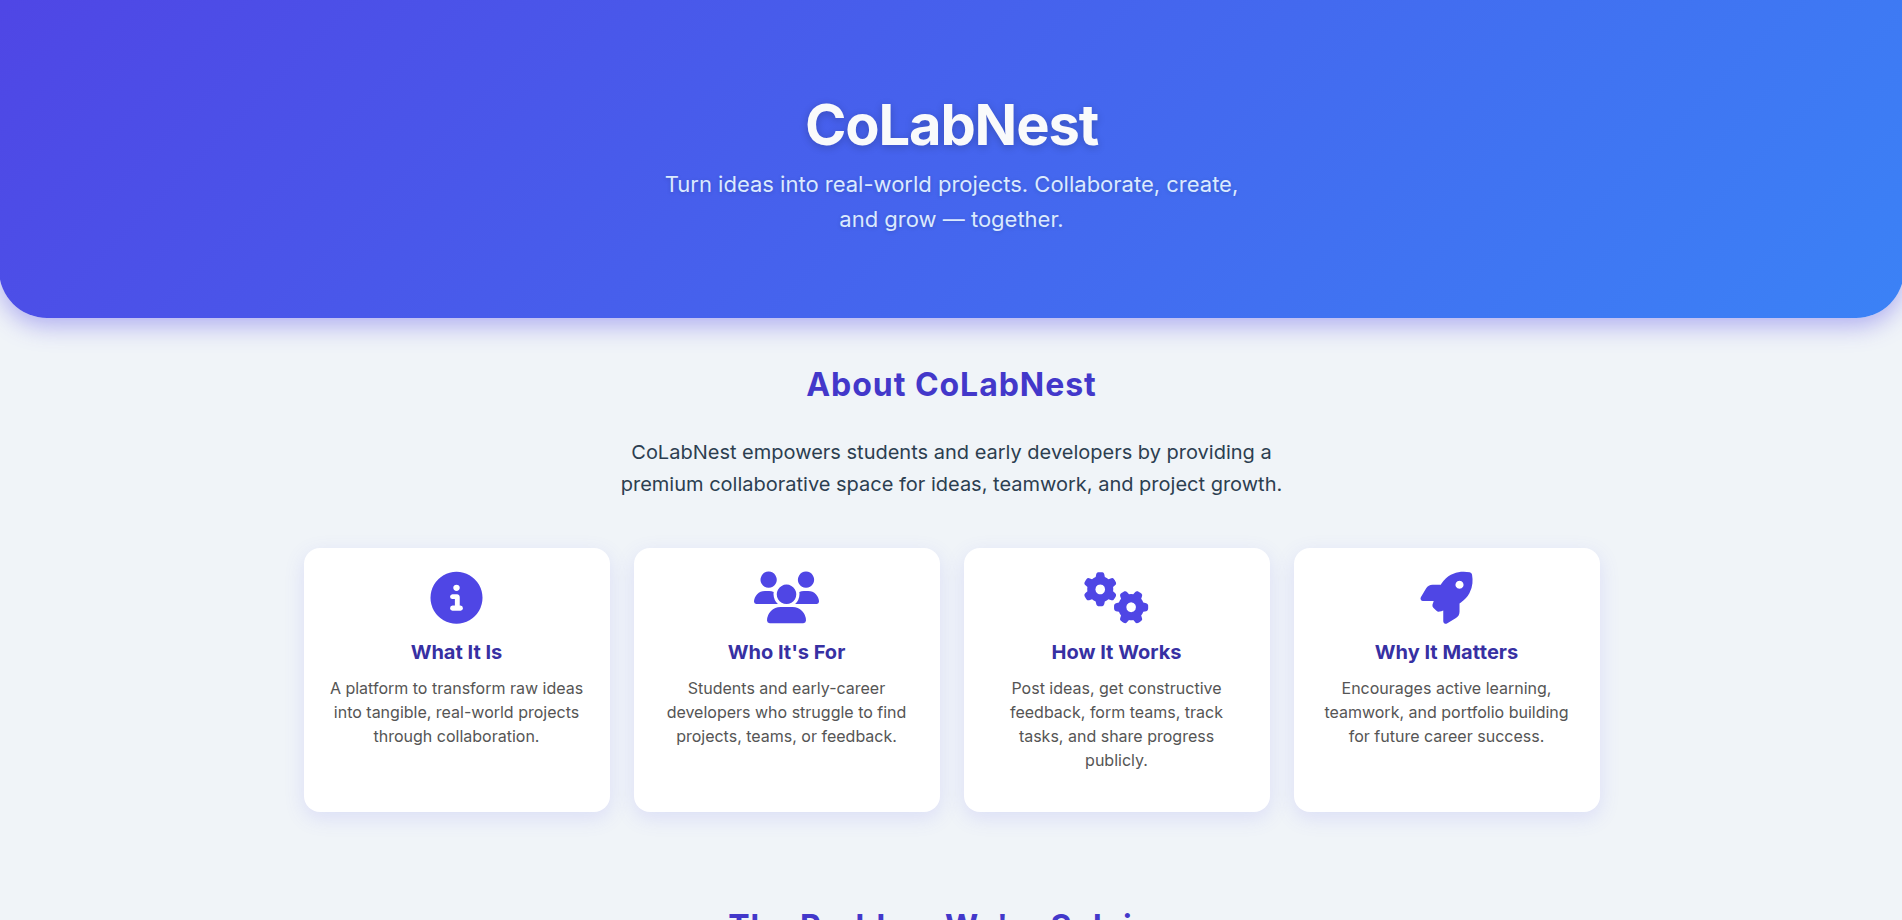 CoLabNest
Turn ideas into real-world projects. Collaborate, create,
and grow — together.
About CoLabNest
CoLabNest empowers students and early developers by providing a
premium collaborative space for ideas, teamwork, and project growth.
What It Is
A platform to transform raw ideas
into tangible, real-world projects
through collaboration.
Who It's For
Students and early-career
developers who struggle to find
projects, teams, or feedback.
How It Works
Post ideas, get constructive
feedback, form teams, track
tasks, and share progress
publicly.
Why It Matters
Encourages active learning,
teamwork, and portfolio building
for future career success.
The Problem We're